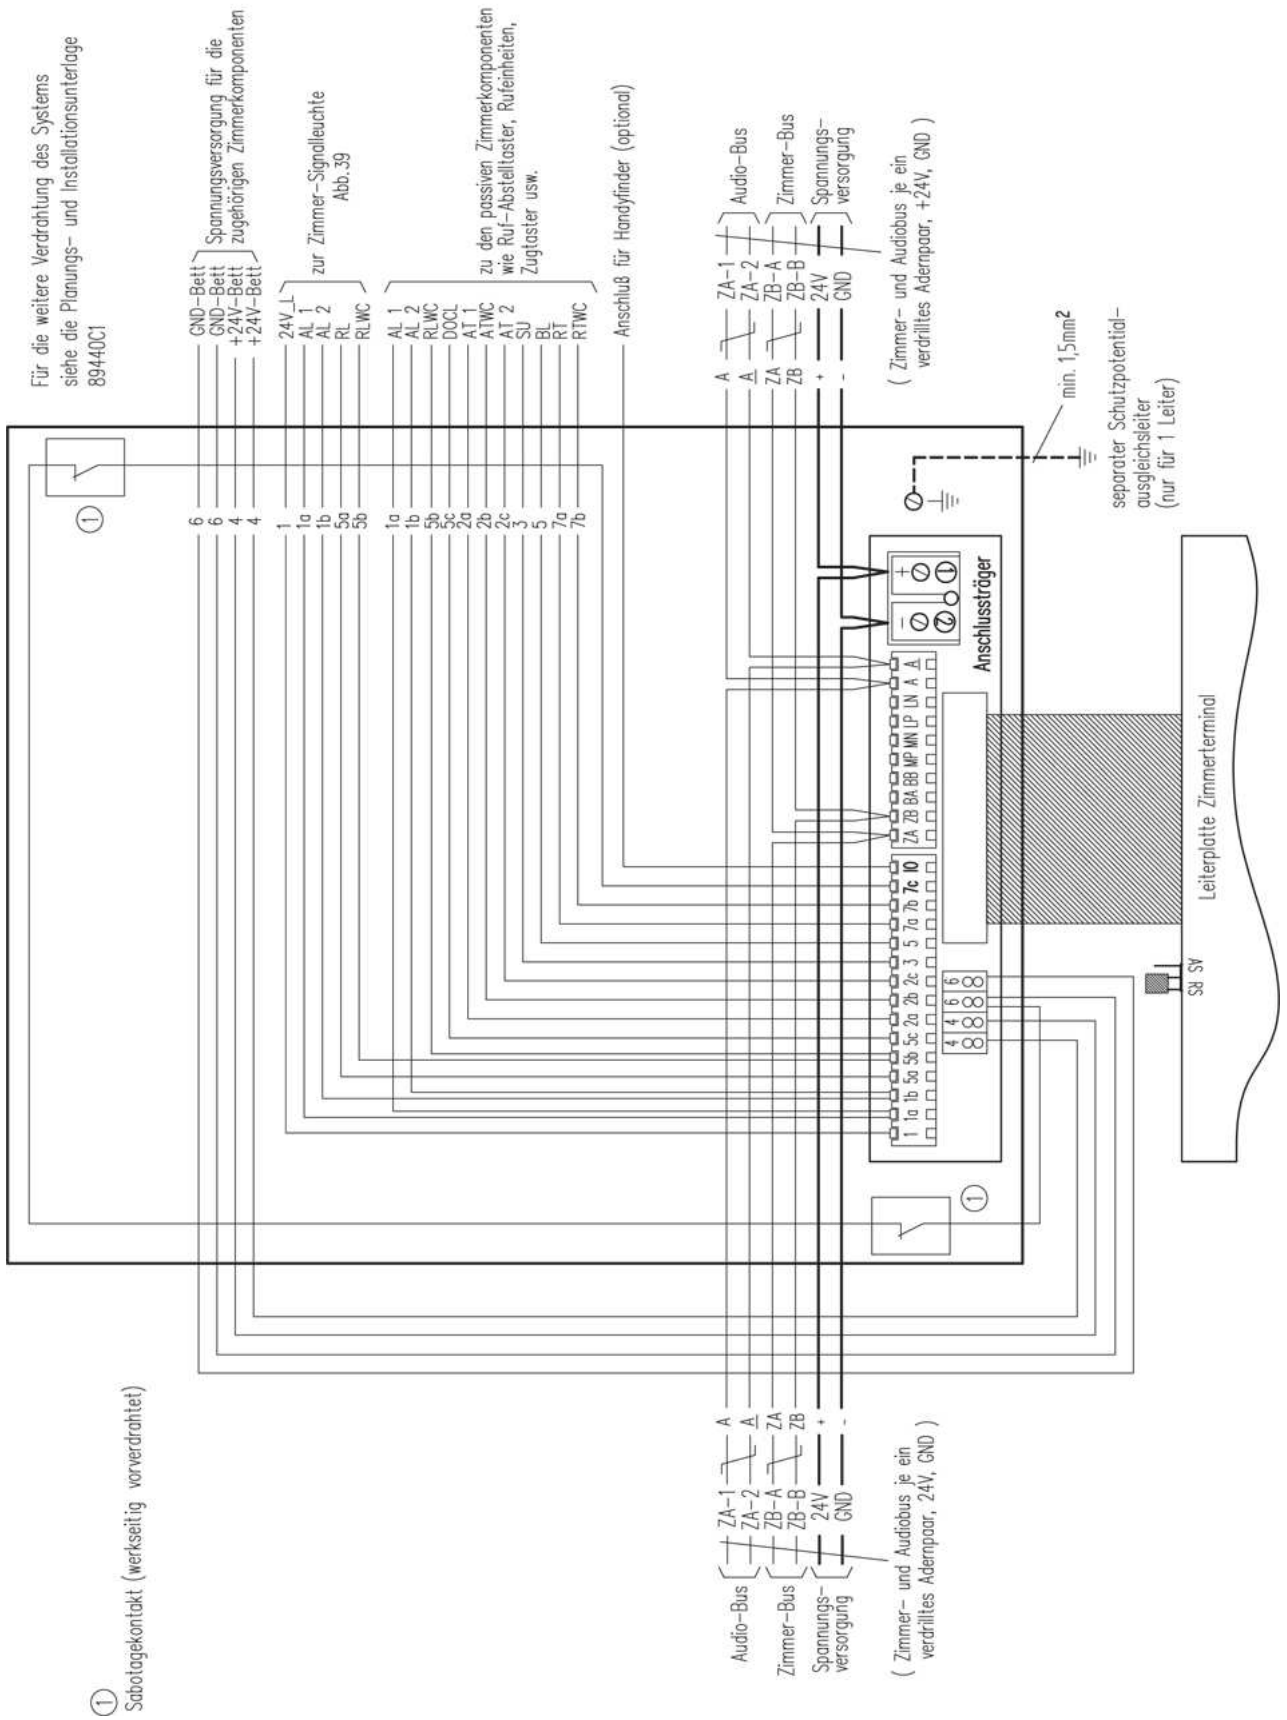 Für die weitere Verdrahtung des Systems
siehe die Planungs- und Installationsunterlage
89440C1
①
Sabotagekontakt (werkseitig vorverdrahtet)
①
6 GND-Bett
6 GND-Bett
4 +24V-Bett
4 +24V-Bett
Spannungsversorgung für die
zugehörigen Zimmerkomponenten
1 24V_L
1a AL 1
1b AL 2
5a RL
5b RLWC
zur Zimmer-Signalleuchte
Abb.39
1a AL 1
1b AL 2
5b RLWC
5c DOCL
2a AT 1
2b ATWC
2c AT 2
3 SU
5 BL
7a RT
7b RTWC
zu den passiven Zimmerkomponenten
wie Ruf-Abstelltaster, Rufeinheiten,
Zugtaster usw.
Anschluß für Handyfinder (optional)
Audio-Bus
ZA-1 A
ZA-2 A
Zimmer-Bus
ZB-A ZA
ZB-B ZB
Spannungs-
versorgung
24V +
GND -
( Zimmer- und Audiobus je ein
verdrilltes Adernpaar, 24V, GND )
A ZA-1
A ZA-2
Audio-Bus
ZA ZB-A
ZB ZB-B
Zimmer-Bus
+ 24V
- GND
Spannungs-
versorgung
( Zimmer- und Audiobus je ein
verdrilltes Adernpaar, +24V, GND )
①
1 1a 1b 5a 5b 5c 2a 2b 2c 3 5 7a 7b 7c 10
ZA ZB BA BB MP MN LP LN A A
- +
② ①
4 4 6 6
Anschlussträger
min. 1,5mm²
separater Schutzpotential-
ausgleichsleiter
(nur für 1 Leiter)
AS
RS
Leiterplatte Zimmerterminal